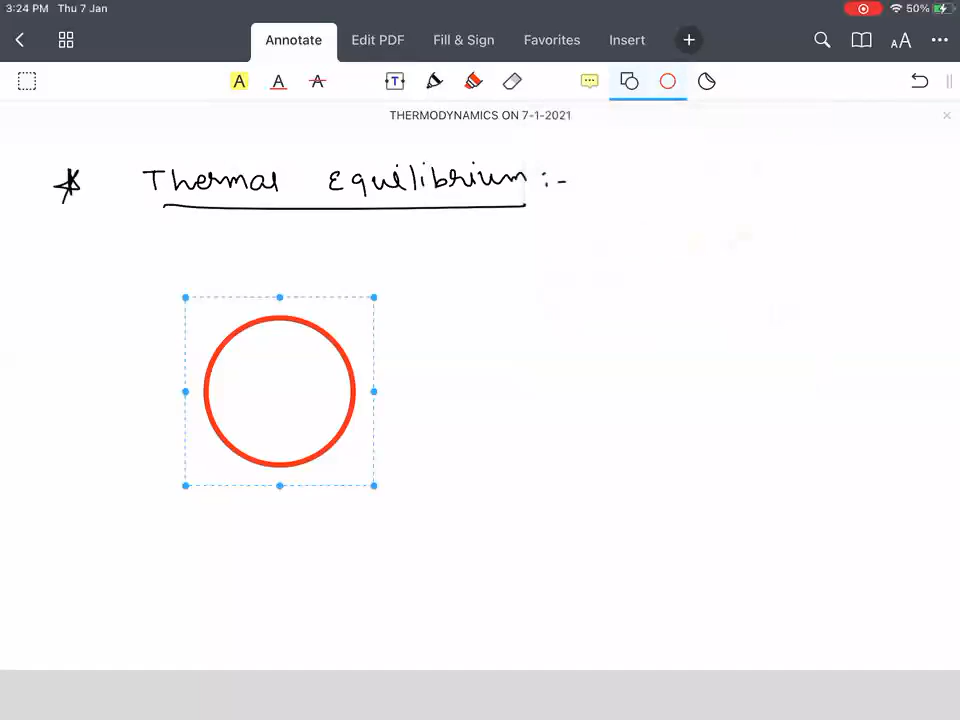 3:24 PM Thu 7 Jan 50%
Annotate Edit PDF Fill & Sign Favorites Insert AA
A A A T
THERMODYNAMICS ON 7-1-2021
Thermal Equilibrium :-